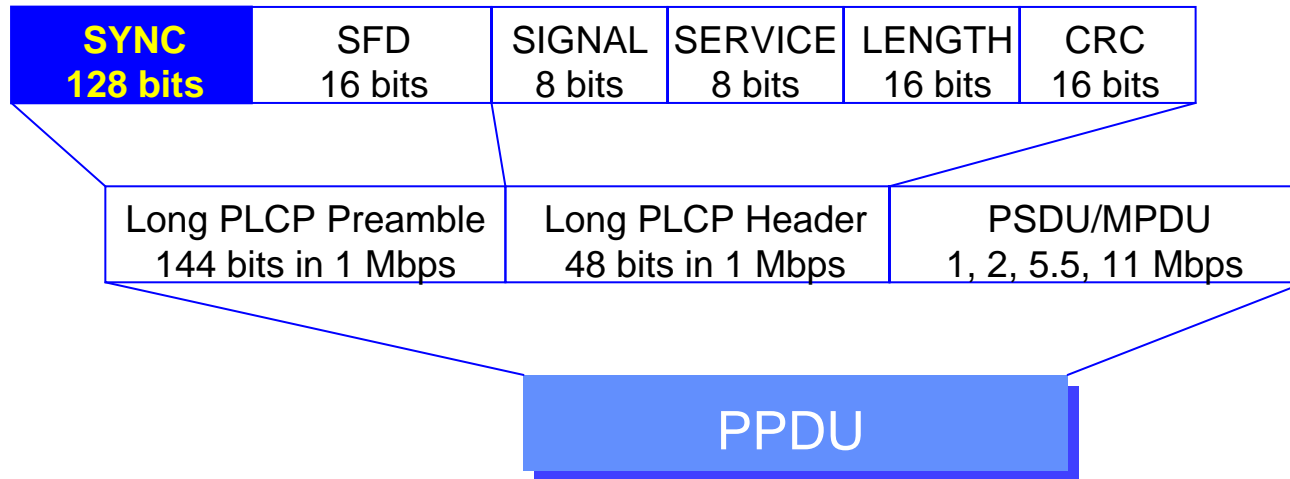 SYNC SFD SIGNAL SERVICE LENGTH CRC
128 bits 16 bits 8 bits 8 bits 16 bits 16 bits
Long PLCP Preamble Long PLCP Header PSDU/MPDU
144 bits in 1 Mbps 48 bits in 1 Mbps 1, 2, 5.5, 11 Mbps
PPDU